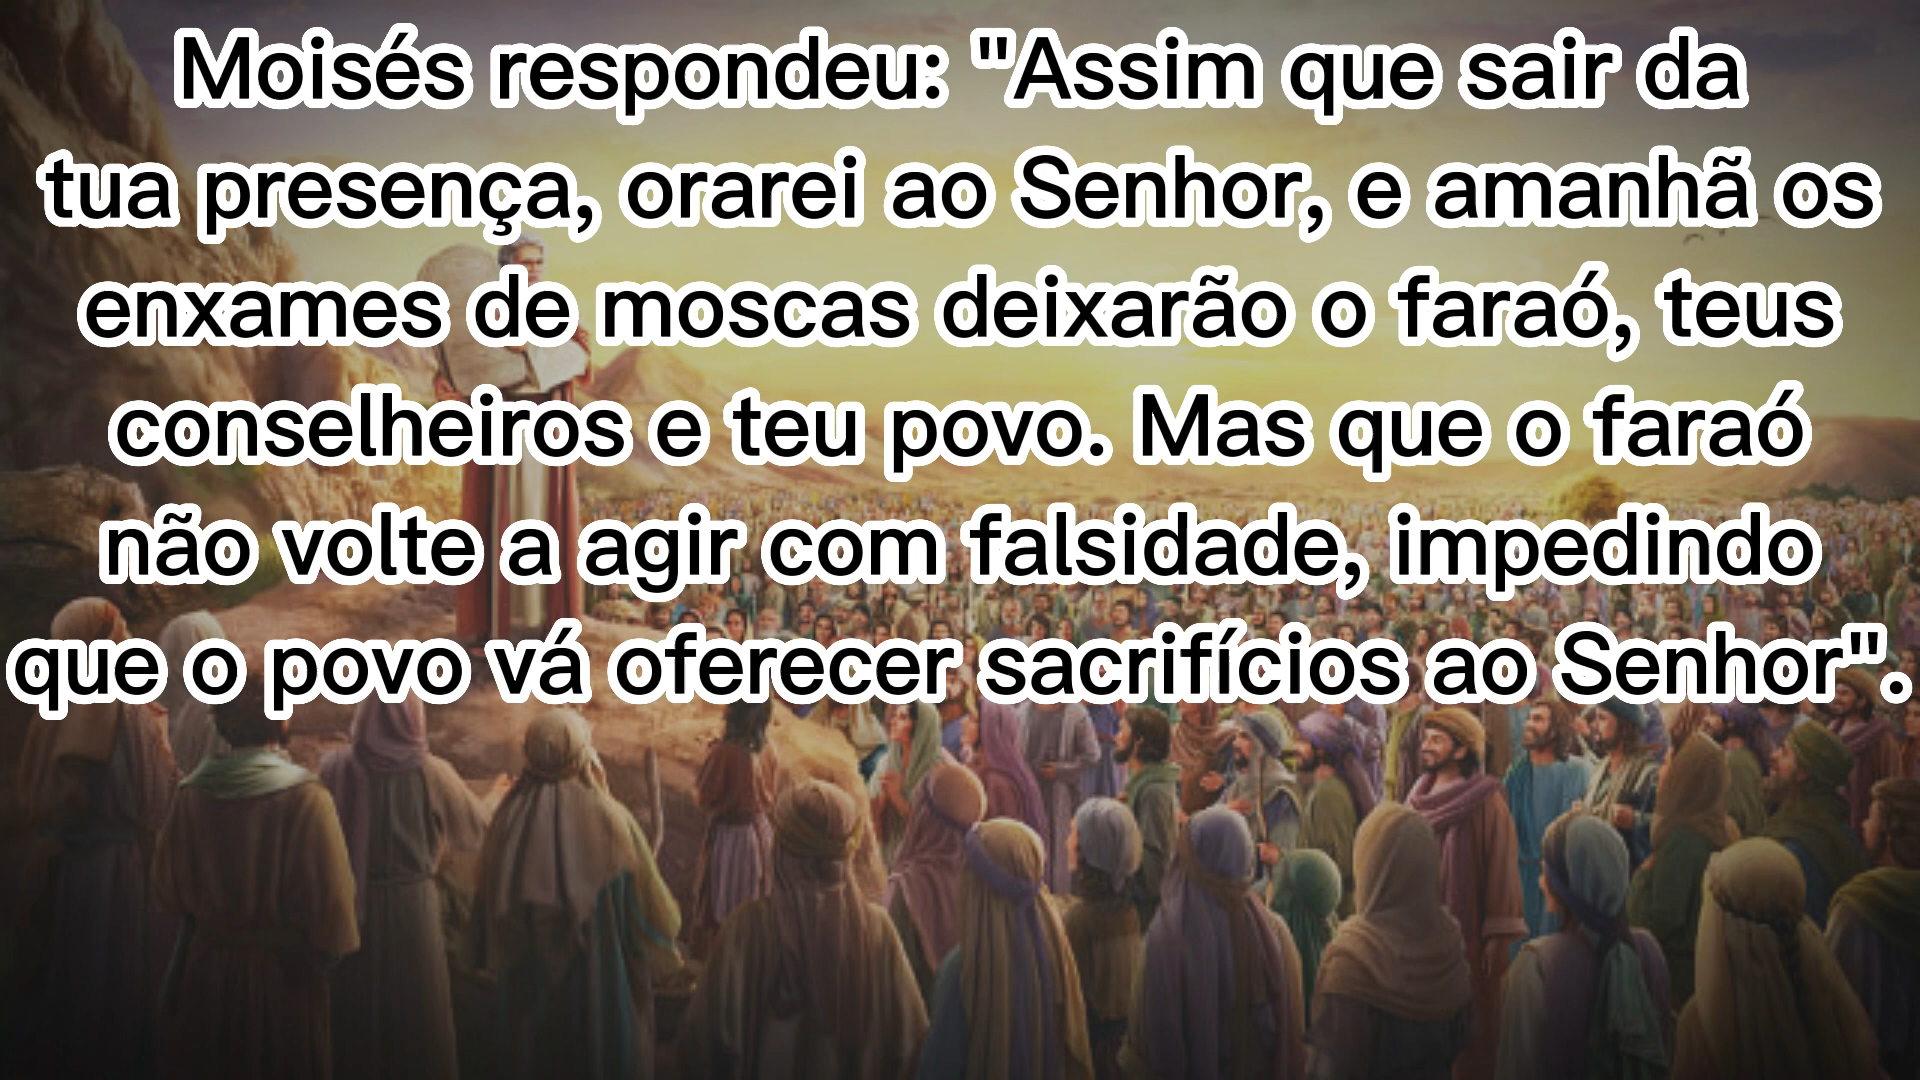 Moisés respondeu: "Assim que sair da
tua presença, orarei ao Senhor, e amanhã os
enxames de moscas deixarão o faraó, teus
conselheiros e teu povo. Mas que o faraó
não volte a agir com falsidade, impedindo
que o povo vá oferecer sacrifícios ao Senhor".